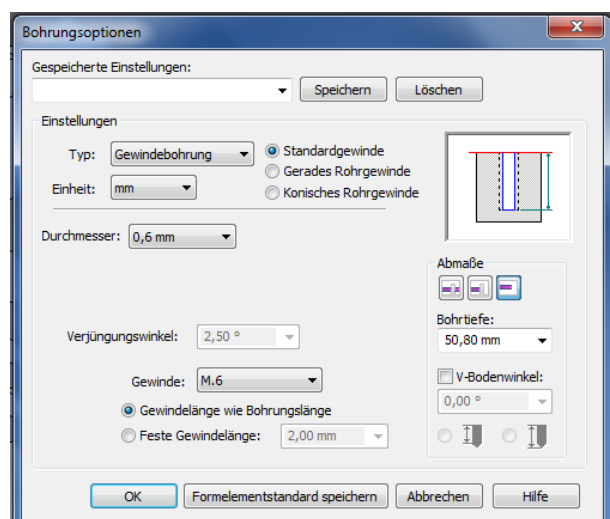 Bohrungsoptionen
Gespeicherte Einstellungen:
Speichern Löschen
Einstellungen
Typ: Gewindebohrung
Standardgewinde
Gerades Rohrgewinde
Einheit: mm
Konisches Rohrgewinde
Durchmesser: 0,6 mm
Abmaße
Bohrtiefe:
50,80 mm
Verjüngungswinkel: 2,50 °
Gewinde: M.6
V-Bodenwinkel:
0,00 °
Gewindelänge wie Bohrungslänge
Feste Gewindelänge: 2,00 mm
OK Formelementstandard speichern Abbrechen Hilfe